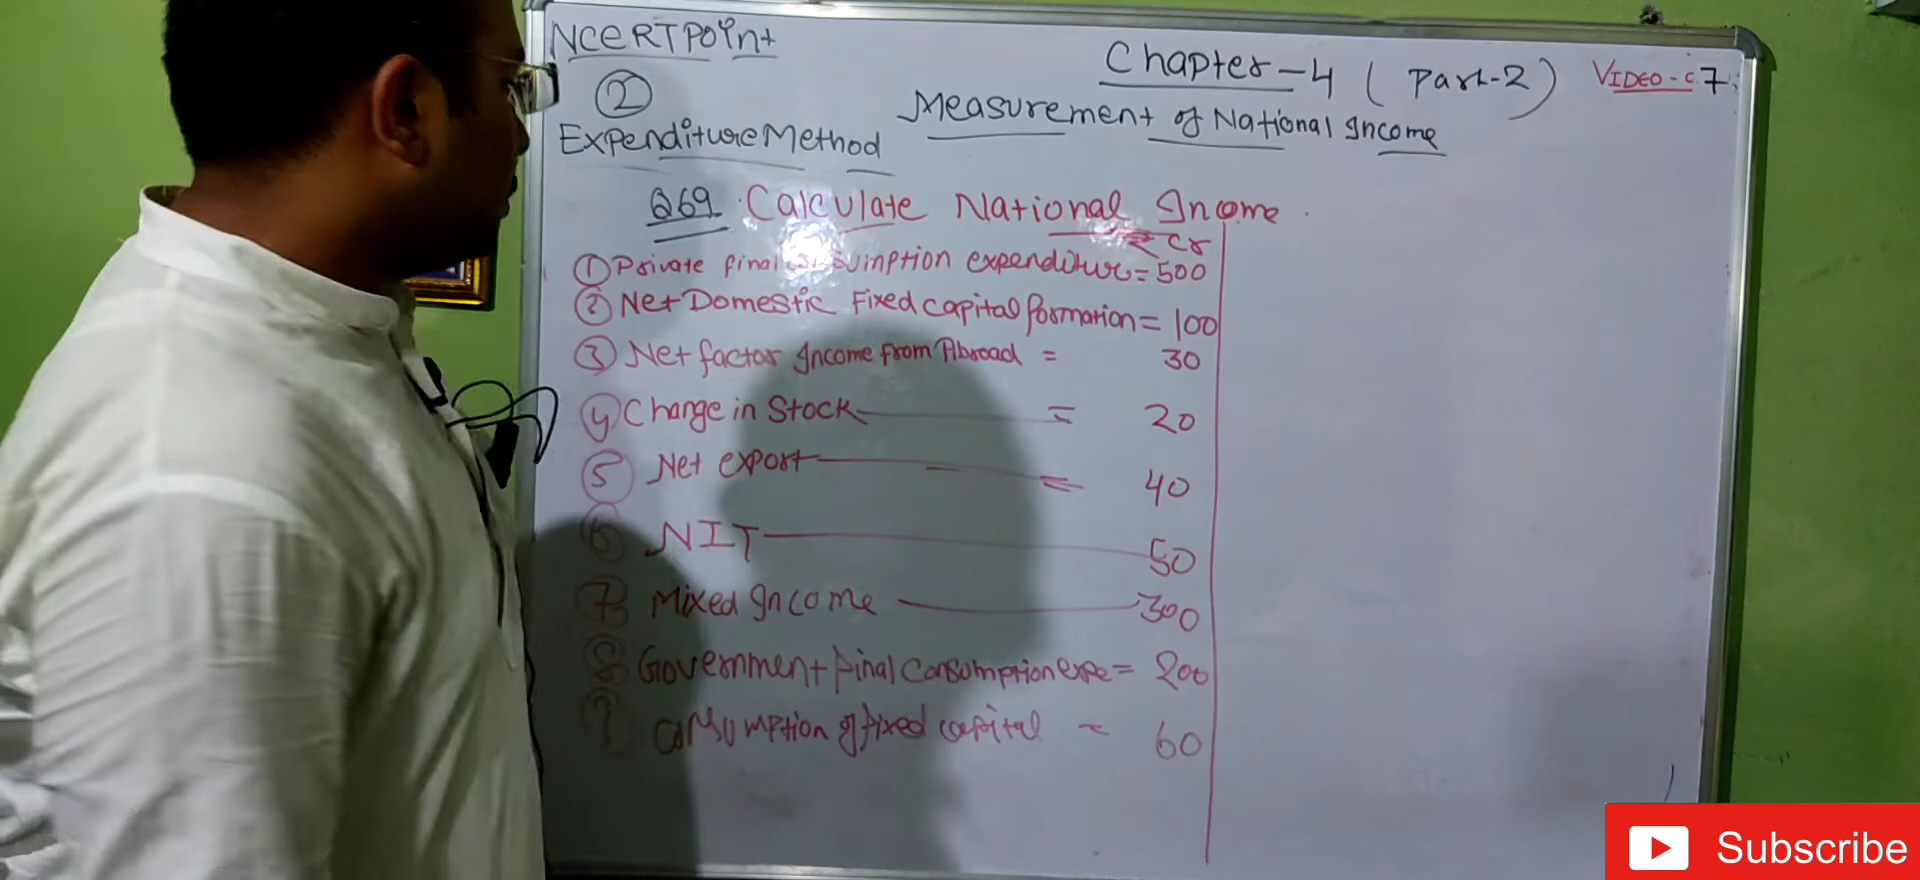 NCERTPOint
Chapter-4 ( Part-2)
VIDEO-C7
②
Measurement of National Income
Expenditure Method
Q69. Calculate National Income.
₹ Cr
① Private final consumption expenditure = 500
② Net Domestic Fixed capital formation = 100
③ Net factor Income from Abroad = 30
④ Change in Stock = 20
⑤ Net export = 40
⑥ NIT 50
⑦ Mixed Income 300
⑧ Government final consumption expe = 200
⑨ consumption of fixed capital = 60
Subscribe